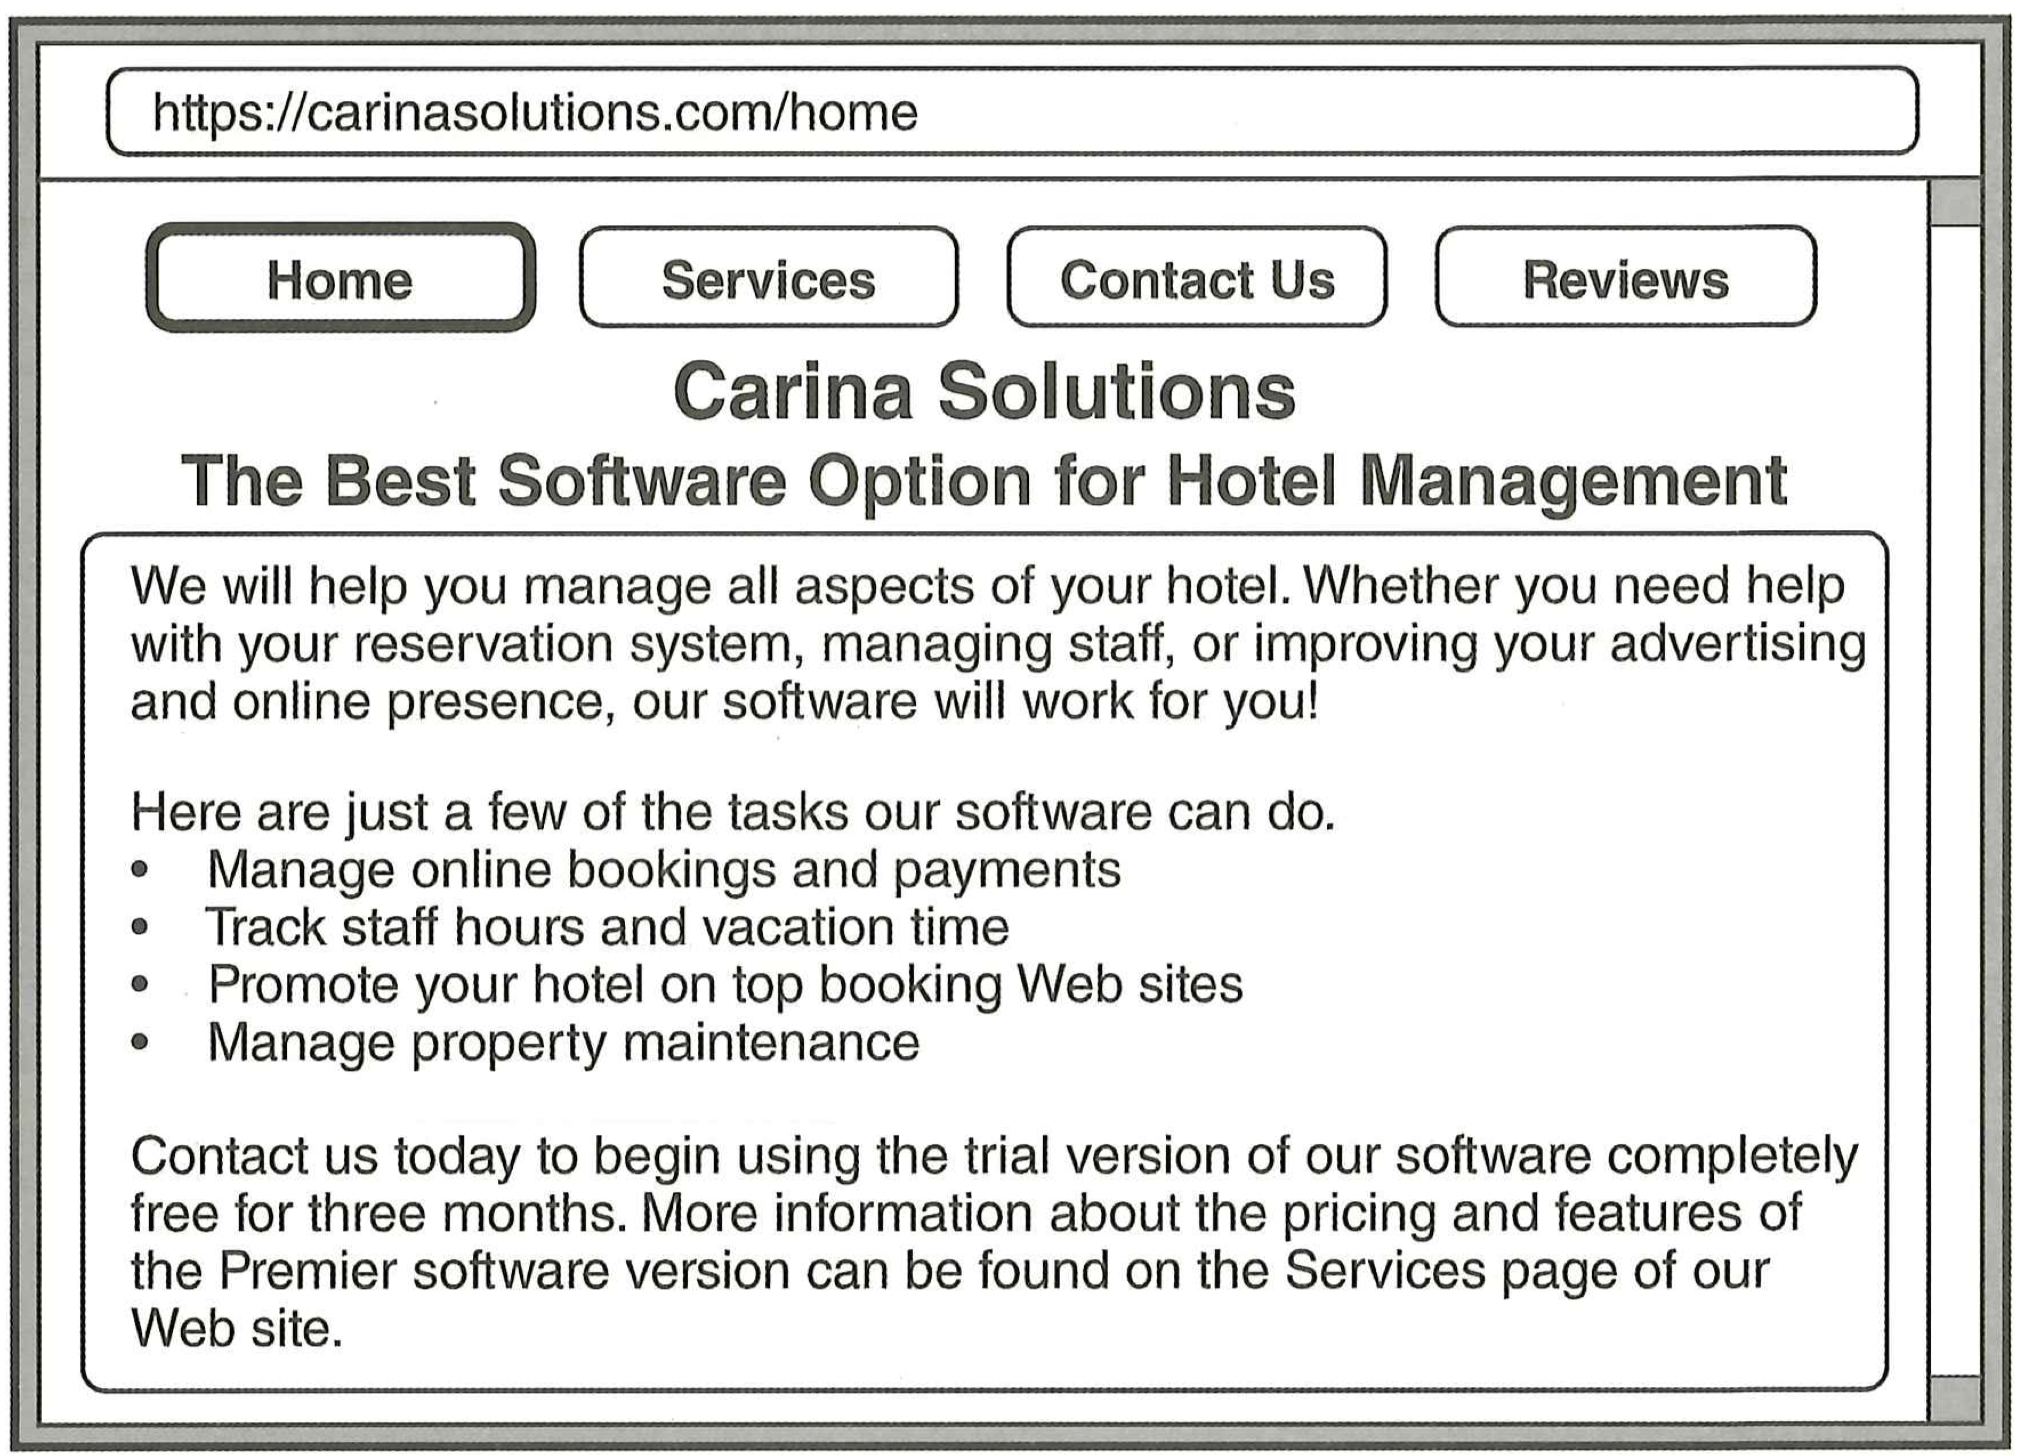 https://carinasolutions.com/home
Home Services Contact Us Reviews
Carina Solutions
The Best Software Option for Hotel Management
We will help you manage all aspects of your hotel. Whether you need help
with your reservation system, managing staff, or improving your advertising
and online presence, our software will work for you!
Here are just a few of the tasks our software can do.
• Manage online bookings and payments
• Track staff hours and vacation time
• Promote your hotel on top booking Web sites
• Manage property maintenance
Contact us today to begin using the trial version of our software completely
free for three months. More information about the pricing and features of
the Premier software version can be found on the Services page of our
Web site.